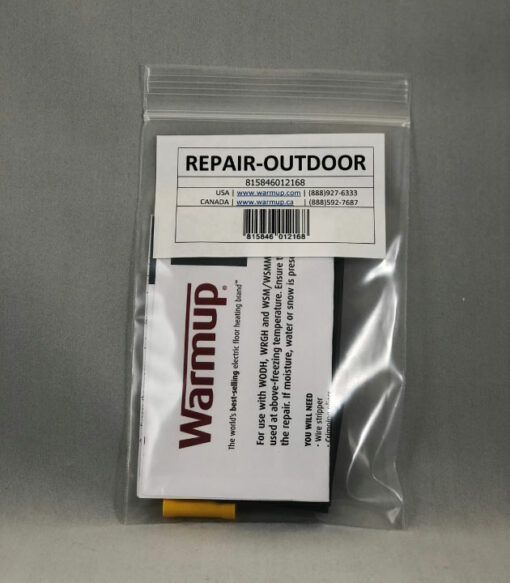 REPAIR-OUTDOOR
815846012168
USA | www.warmup.com | (888)927-6333
CANADA | www.warmup.ca | (888)592-7687
815846 012168
Warmup®
The world's best-selling electric floor heating brand™
For use with WODH, WRGH and WSM/WSMM
used at above-freezing temperature. Ensure
the repair. If moisture, water or snow is
YOU WILL NEED
· Wire stripper